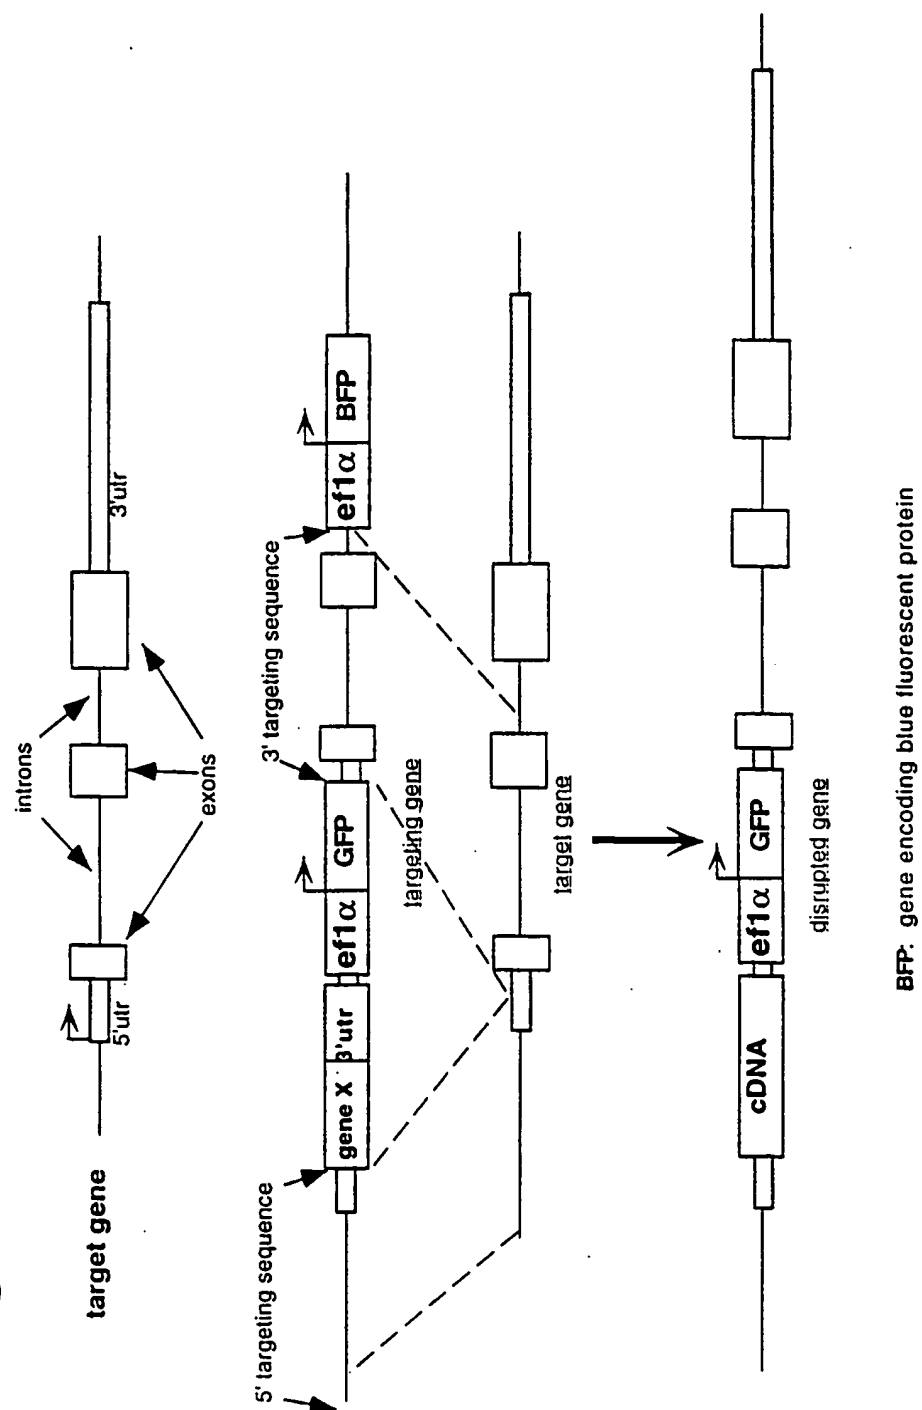 target gene
introns
5'utr
3'utr
exons
5' targeting sequence
3' targeting sequence
gene X
3'utr
ef1α
GFP
ef1α
BFP
targeting gene
target gene
cDNA
ef1α
GFP
disrupted gene
BFP: gene encoding blue fluorescent protein